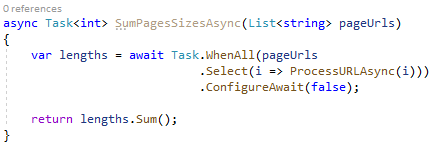 0 references
async Task<int> SumPagesSizesAsync(List<string> pageUrls)
{
    var lengths = await Task.WhenAll(pageUrls
                            .Select(i => ProcessURLAsync(i)))
                            .ConfigureAwait(false);

    return lengths.Sum();
}